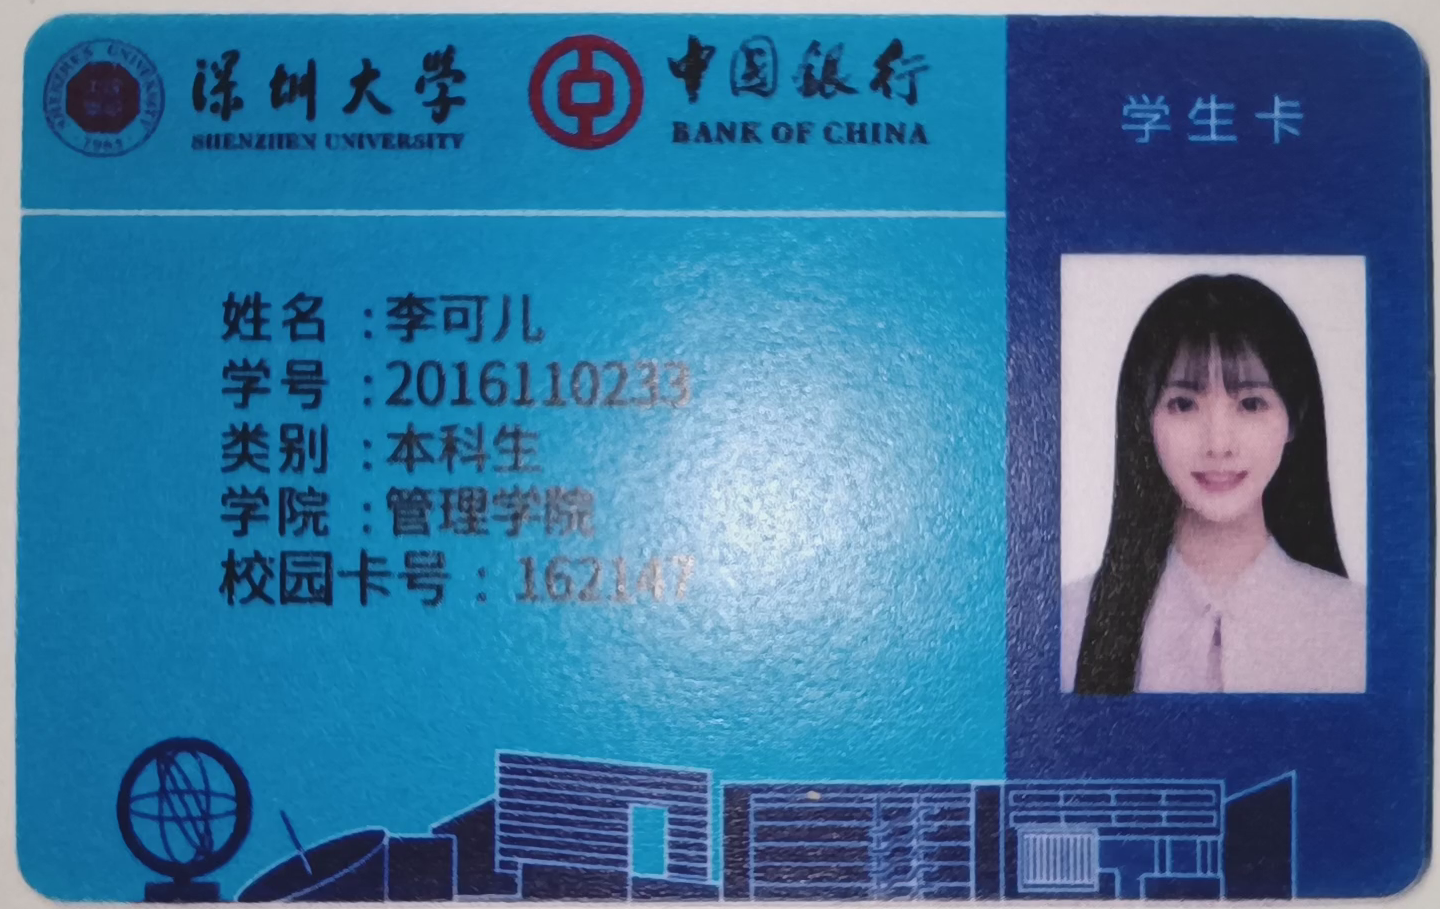 深圳大学
SHENZHEN UNIVERSITY
中国银行
BANK OF CHINA
学生卡
姓名 :李可儿
学号 :2016110233
类别 :本科生
学院 :管理学院
校园卡号 : 162147
SHENZHEN UNIVERSITY
1983